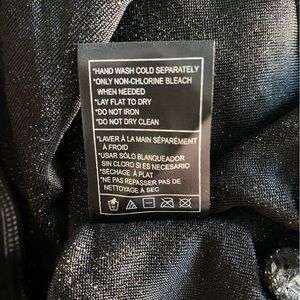 *HAND WASH COLD SEPARATELY
*ONLY NON-CHLORINE BLEACH
WHEN NEEDED
*LAY FLAT TO DRY
*DO NOT IRON
*DO NOT DRY CLEAN
*LAVER À LA MAIN SÉPARÉMENT
À FROID
*USAR SÓLO BLANQUEADOR
SIN CLORO SI ES NECESARIO
*SÉCHAGE À PLAT
*NE PAS REPASSER PAS DE
NETTOYAGE À SEC